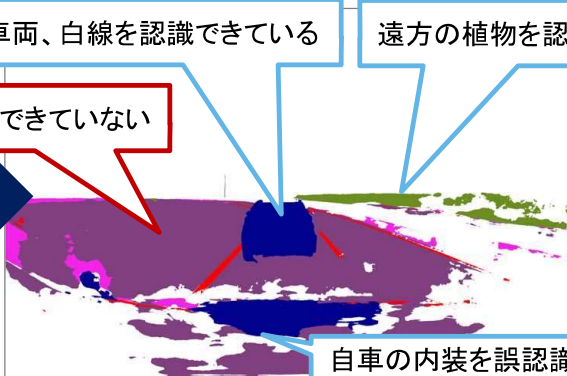 車両、白線を認識できている
遠方の植物を認
できていない
自車の内装を誤認識